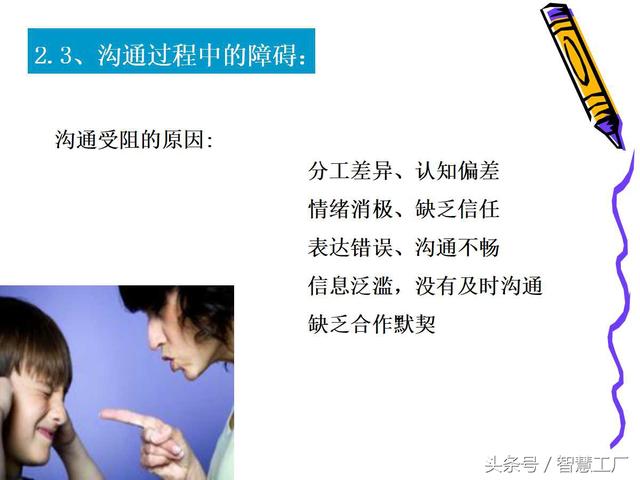 2.3、沟通过程中的障碍:
沟通受阻的原因:
分工差异、认知偏差
情绪消极、缺乏信任
表达错误、沟通不畅
信息泛滥，没有及时沟通
缺乏合作默契
头条号 / 智慧工厂